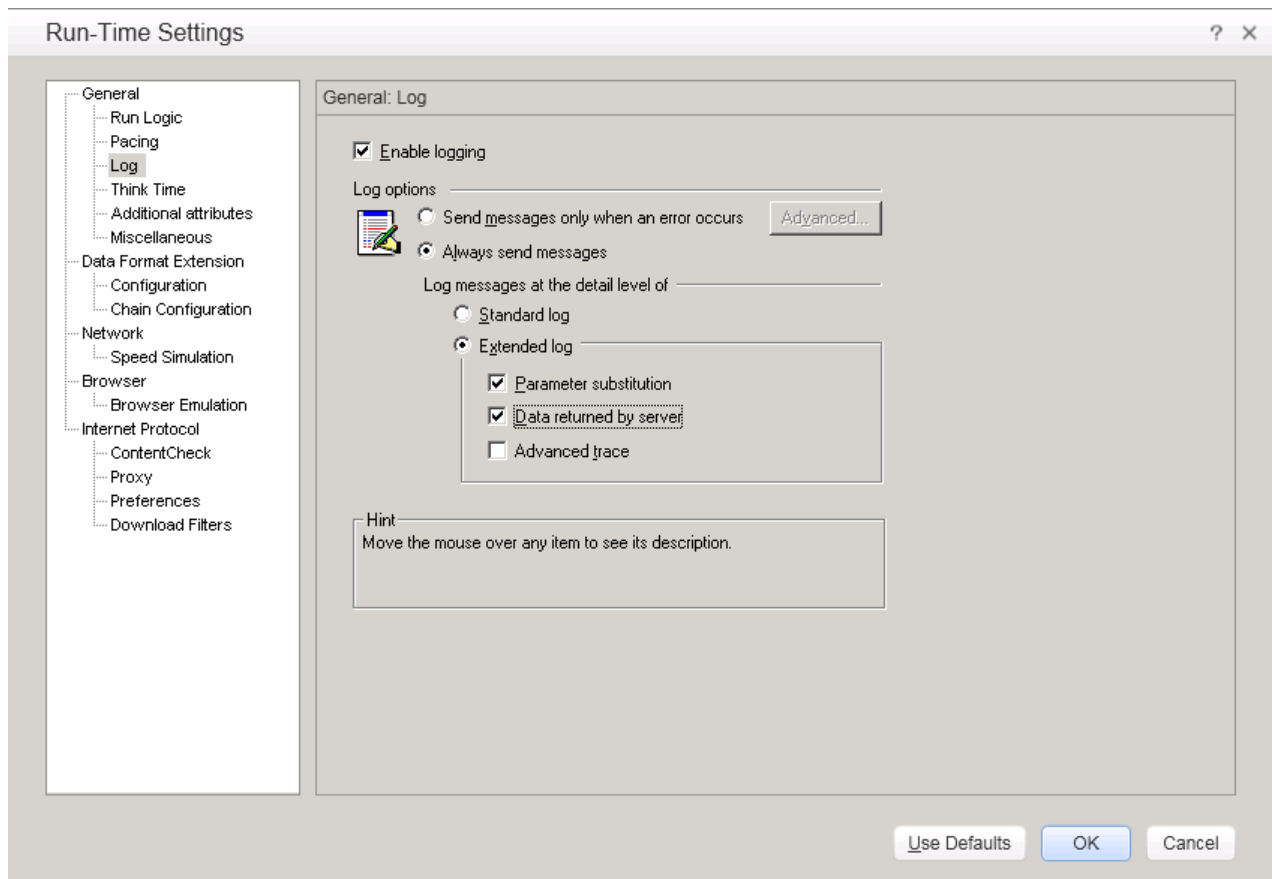 Run-Time Settings
? ×
General
Run Logic
Pacing
Log
Think Time
Additional attributes
Miscellaneous
Data Format Extension
Configuration
Chain Configuration
Network
Speed Simulation
Browser
Browser Emulation
Internet Protocol
ContentCheck
Proxy
Preferences
Download Filters
General: Log
Enable logging
Log options
Send messages only when an error occurs
Advanced...
Always send messages
Log messages at the detail level of
Standard log
Extended log
Parameter substitution
Data returned by server
Advanced trace
Hint
Move the mouse over any item to see its description.
Use Defaults
OK
Cancel